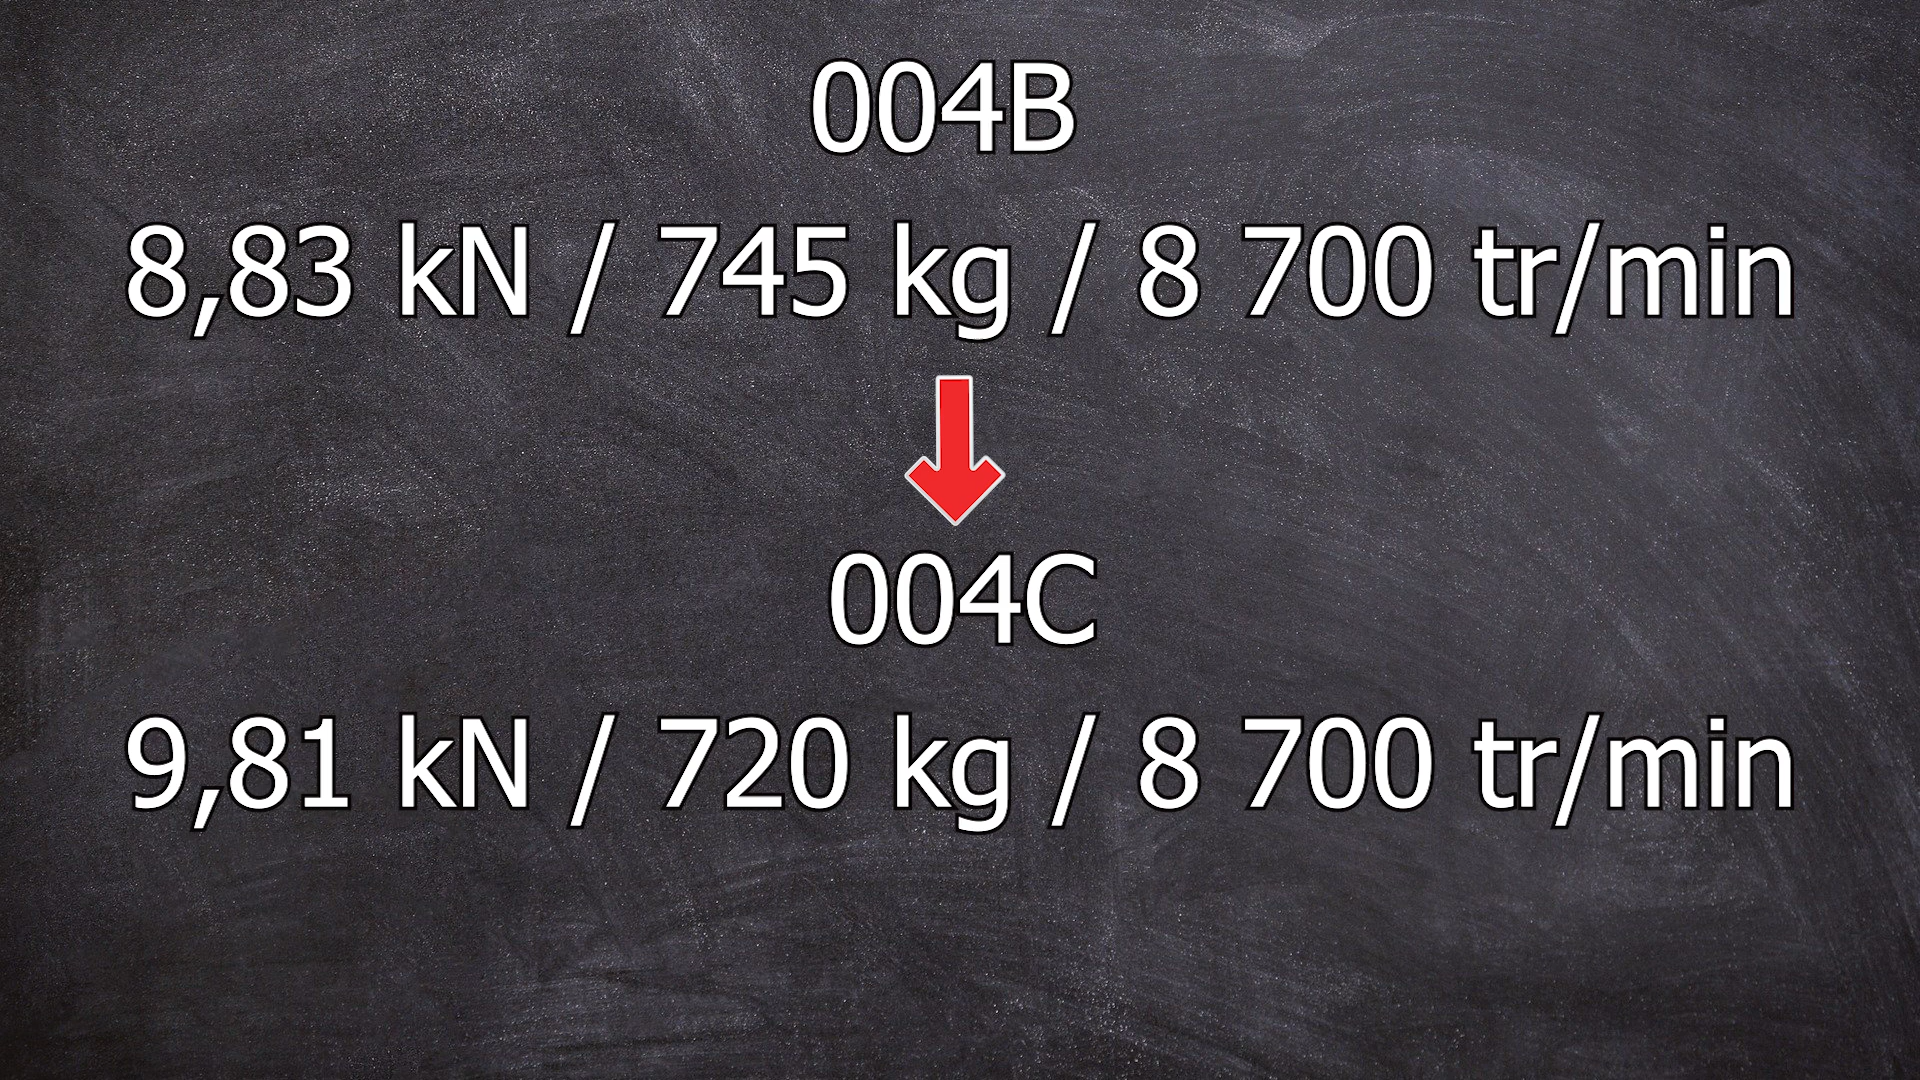 004B
8,83 kN / 745 kg / 8 700 tr/min
004C
9,81 kN / 720 kg / 8 700 tr/min